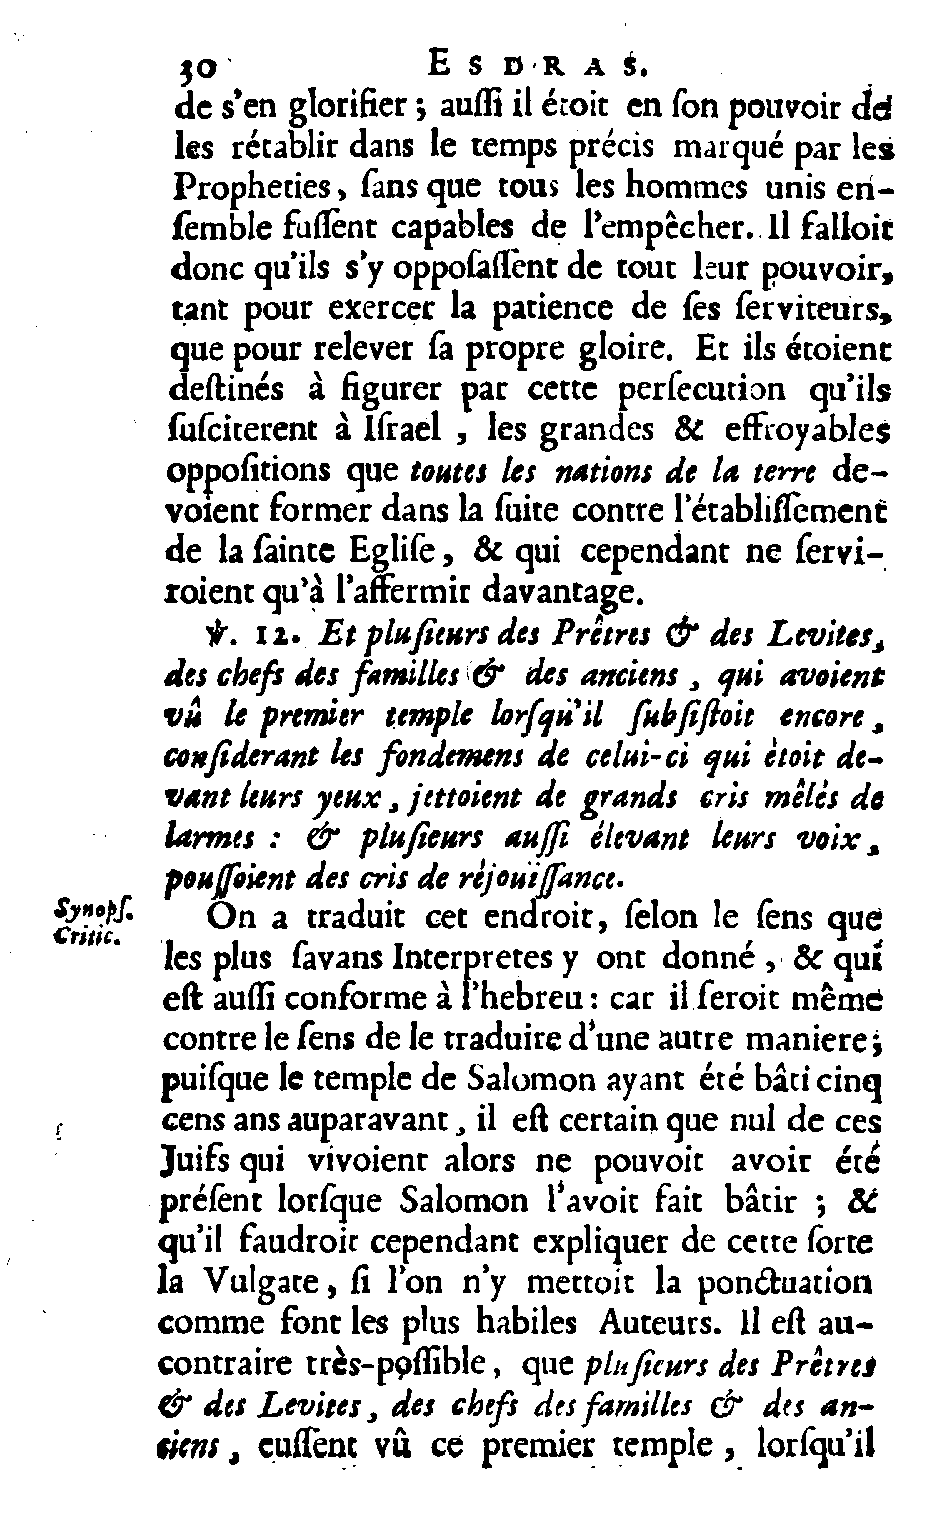 30 ESDRAS.
de s'en glorifier ; auſſi il étoit en ſon pouvoir de
les rétablir dans le temps précis marqué par les
Propheties, ſans que tous les hommes unis en-
ſemble fuſſent capables de l'empêcher. Il falloit
donc qu'ils s'y oppoſaſſent de tout leur pouvoir,
tant pour exercer la patience de ſes ſerviteurs,
que pour relever ſa propre gloire. Et ils étoient
deſtinés à figurer par cette perſecution qu'ils
ſuſciterent à Iſrael , les grandes & effroyables
oppoſitions que toutes les nations de la terre de-
voient former dans la ſuite contre l'établiſſement
de la ſainte Egliſe, & qui cependant ne ſervi-
roient qu'à l'affermir davantage.
℣. 12. Et pluſieurs des Prêtres & des Levites,
des chefs des familles & des anciens , qui avoient
vû le premier temple lorſqu'il ſubſiſtoit encore,
conſiderant les fondemens de celui-ci qui étoit de-
vant leurs yeux , jettoient de grands cris mêlés de
larmes : & pluſieurs auſſi élevant leurs voix,
pouſſoient des cris de réjouiſſance.
Synopſ.
Critic.
On a traduit cet endroit, ſelon le ſens que
les plus ſavans Interpretes y ont donné , & qui
eſt auſſi conforme à l'hebreu : car il ſeroit même
contre le ſens de le traduire d'une autre maniere ;
puiſque le temple de Salomon ayant été bâti cinq
cens ans auparavant , il eſt certain que nul de ces
Juifs qui vivoient alors ne pouvoit avoir été
préſent lorſque Salomon l'avoit fait bâtir ; &
qu'il faudroit cependant expliquer de cette ſorte
la Vulgate, ſi l'on n'y mettoit la ponctuation
comme font les plus habiles Auteurs. Il eſt au-
contraire très-poſſible, que pluſieurs des Prêtres
& des Levites, des chefs des familles & des an-
ciens , euſſent vû ce premier temple , lorſqu'il